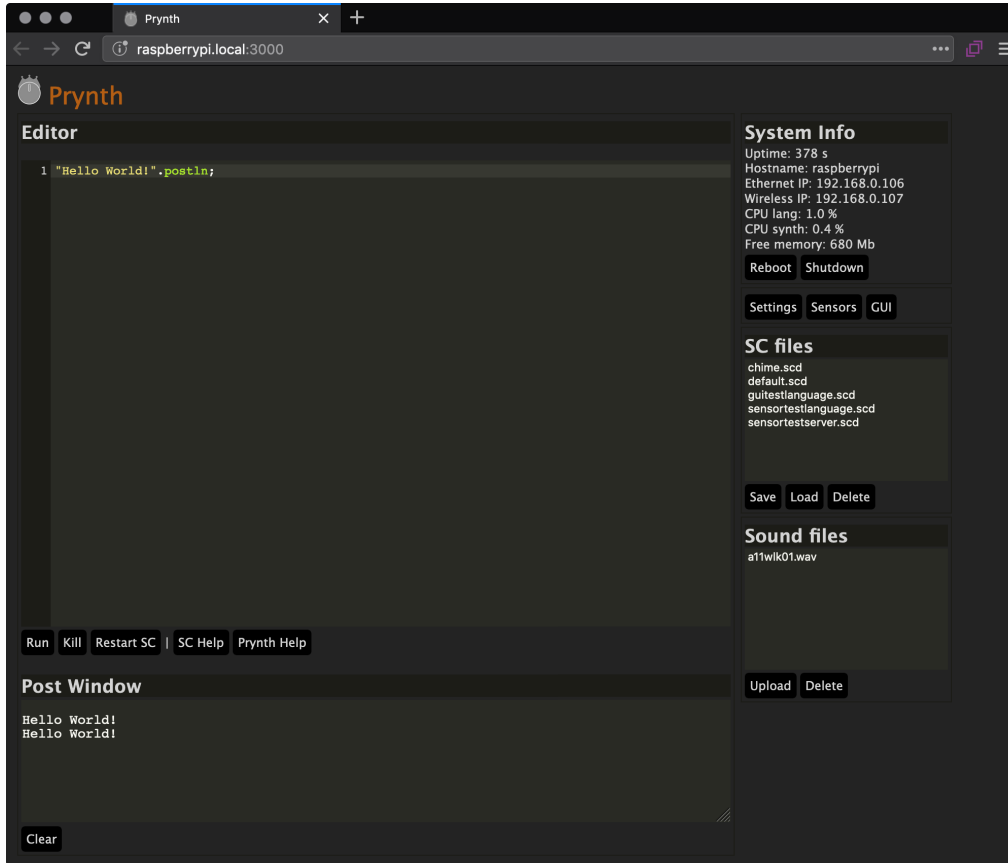 Prynth
raspberrypi.local:3000
Prynth
Editor
1 "Hello World!".postln;
Run Kill Restart SC | SC Help Prynth Help
Post Window
Hello World!
Hello World!
Clear
System Info
Uptime: 378 s
Hostname: raspberrypi
Ethernet IP: 192.168.0.106
Wireless IP: 192.168.0.107
CPU lang: 1.0 %
CPU synth: 0.4 %
Free memory: 680 Mb
Reboot Shutdown
Settings Sensors GUI
SC files
chime.scd
default.scd
guitestlanguage.scd
sensortestlanguage.scd
sensortestserver.scd
Save Load Delete
Sound files
a11wlk01.wav
Upload Delete